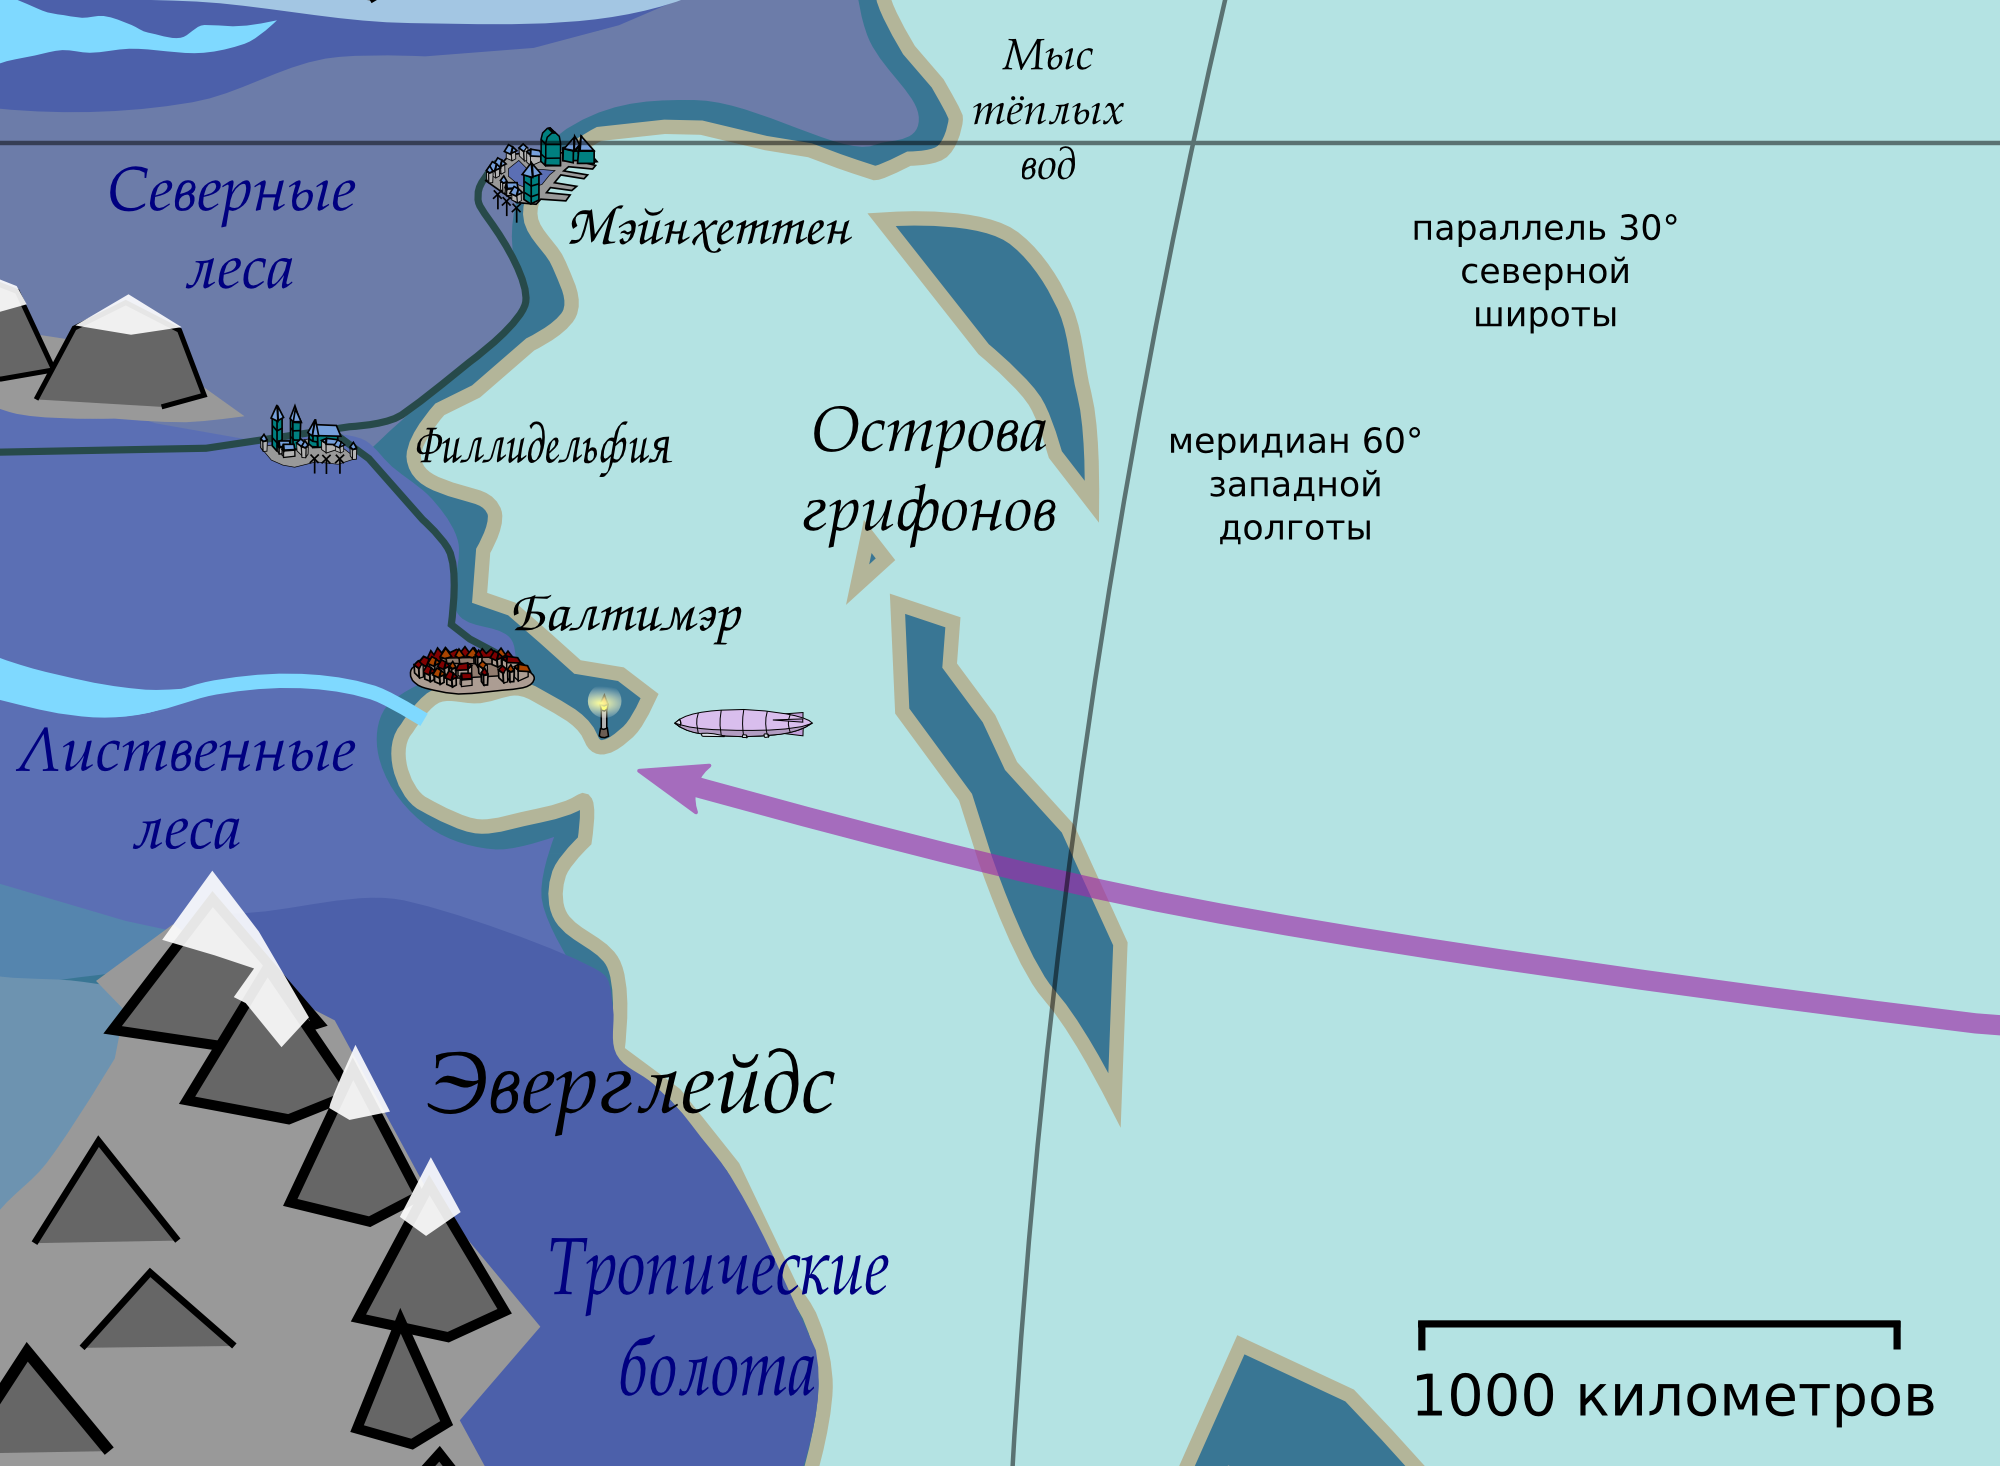 Мыс
тёплых
вод
Северные
леса
Мэйнхеттен
параллель 30°
северной
широты
Острова
грифонов
Филлидельфия
меридиан 60°
западной
долготы
Балтимэр
Лиственные
леса
Эверглейдс
Тропические
болота
1000 километров